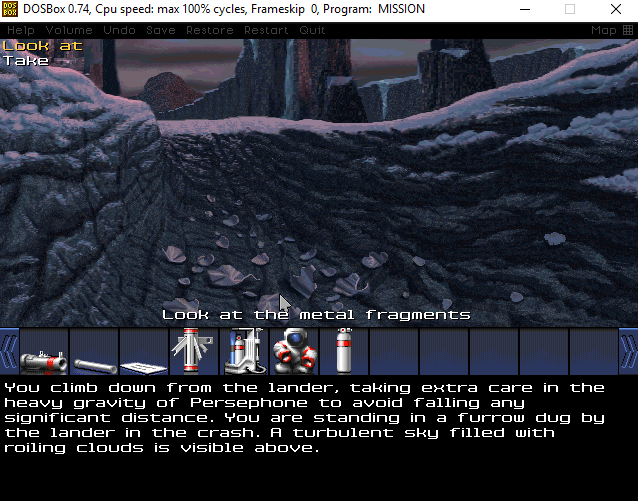 DOSBox 0.74, Cpu speed: max 100% cycles, Frameskip 0, Program: MISSION
Help Volume Undo Save Restore Restart Quit Map
Look at
Take
Look at the metal fragments
You climb down from the lander, taking extra care in the
heavy gravity of Persephone to avoid falling any
significant distance. You are standing in a furrow dug by
the lander in the crash. A turbulent sky filled with
roiling clouds is visible above.